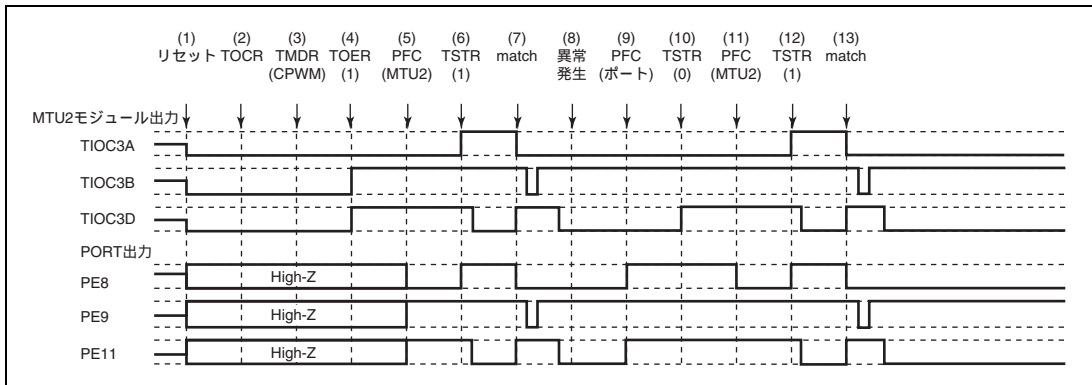 (1) (2) (3) (4) (5) (6) (7) (8) (9) (10) (11) (12) (13)
リセット TOCR TMDR TOER PFC TSTR match 異常 PFC TSTR PFC TSTR match
(CPWM) (1) (MTU2) (1) 発生 (ポート) (0) (MTU2) (1)
MTU2モジュール出力
TIOC3A
TIOC3B
TIOC3D
PORT出力
PE8 High-Z
PE9 High-Z
PE11 High-Z